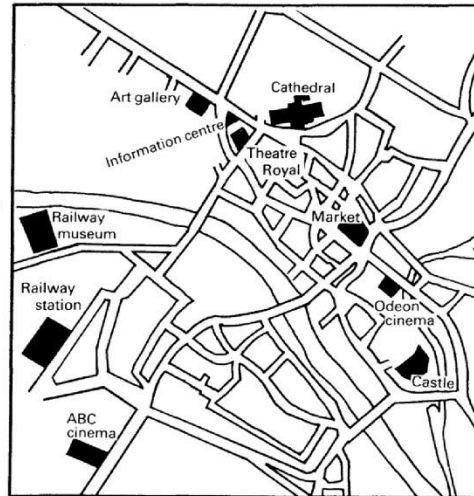 Cathedral
Art gallery
Information centre
Theatre
Royal
Market
Railway
museum
Railway
station
Odeon
cinema
Castle
ABC
cinema